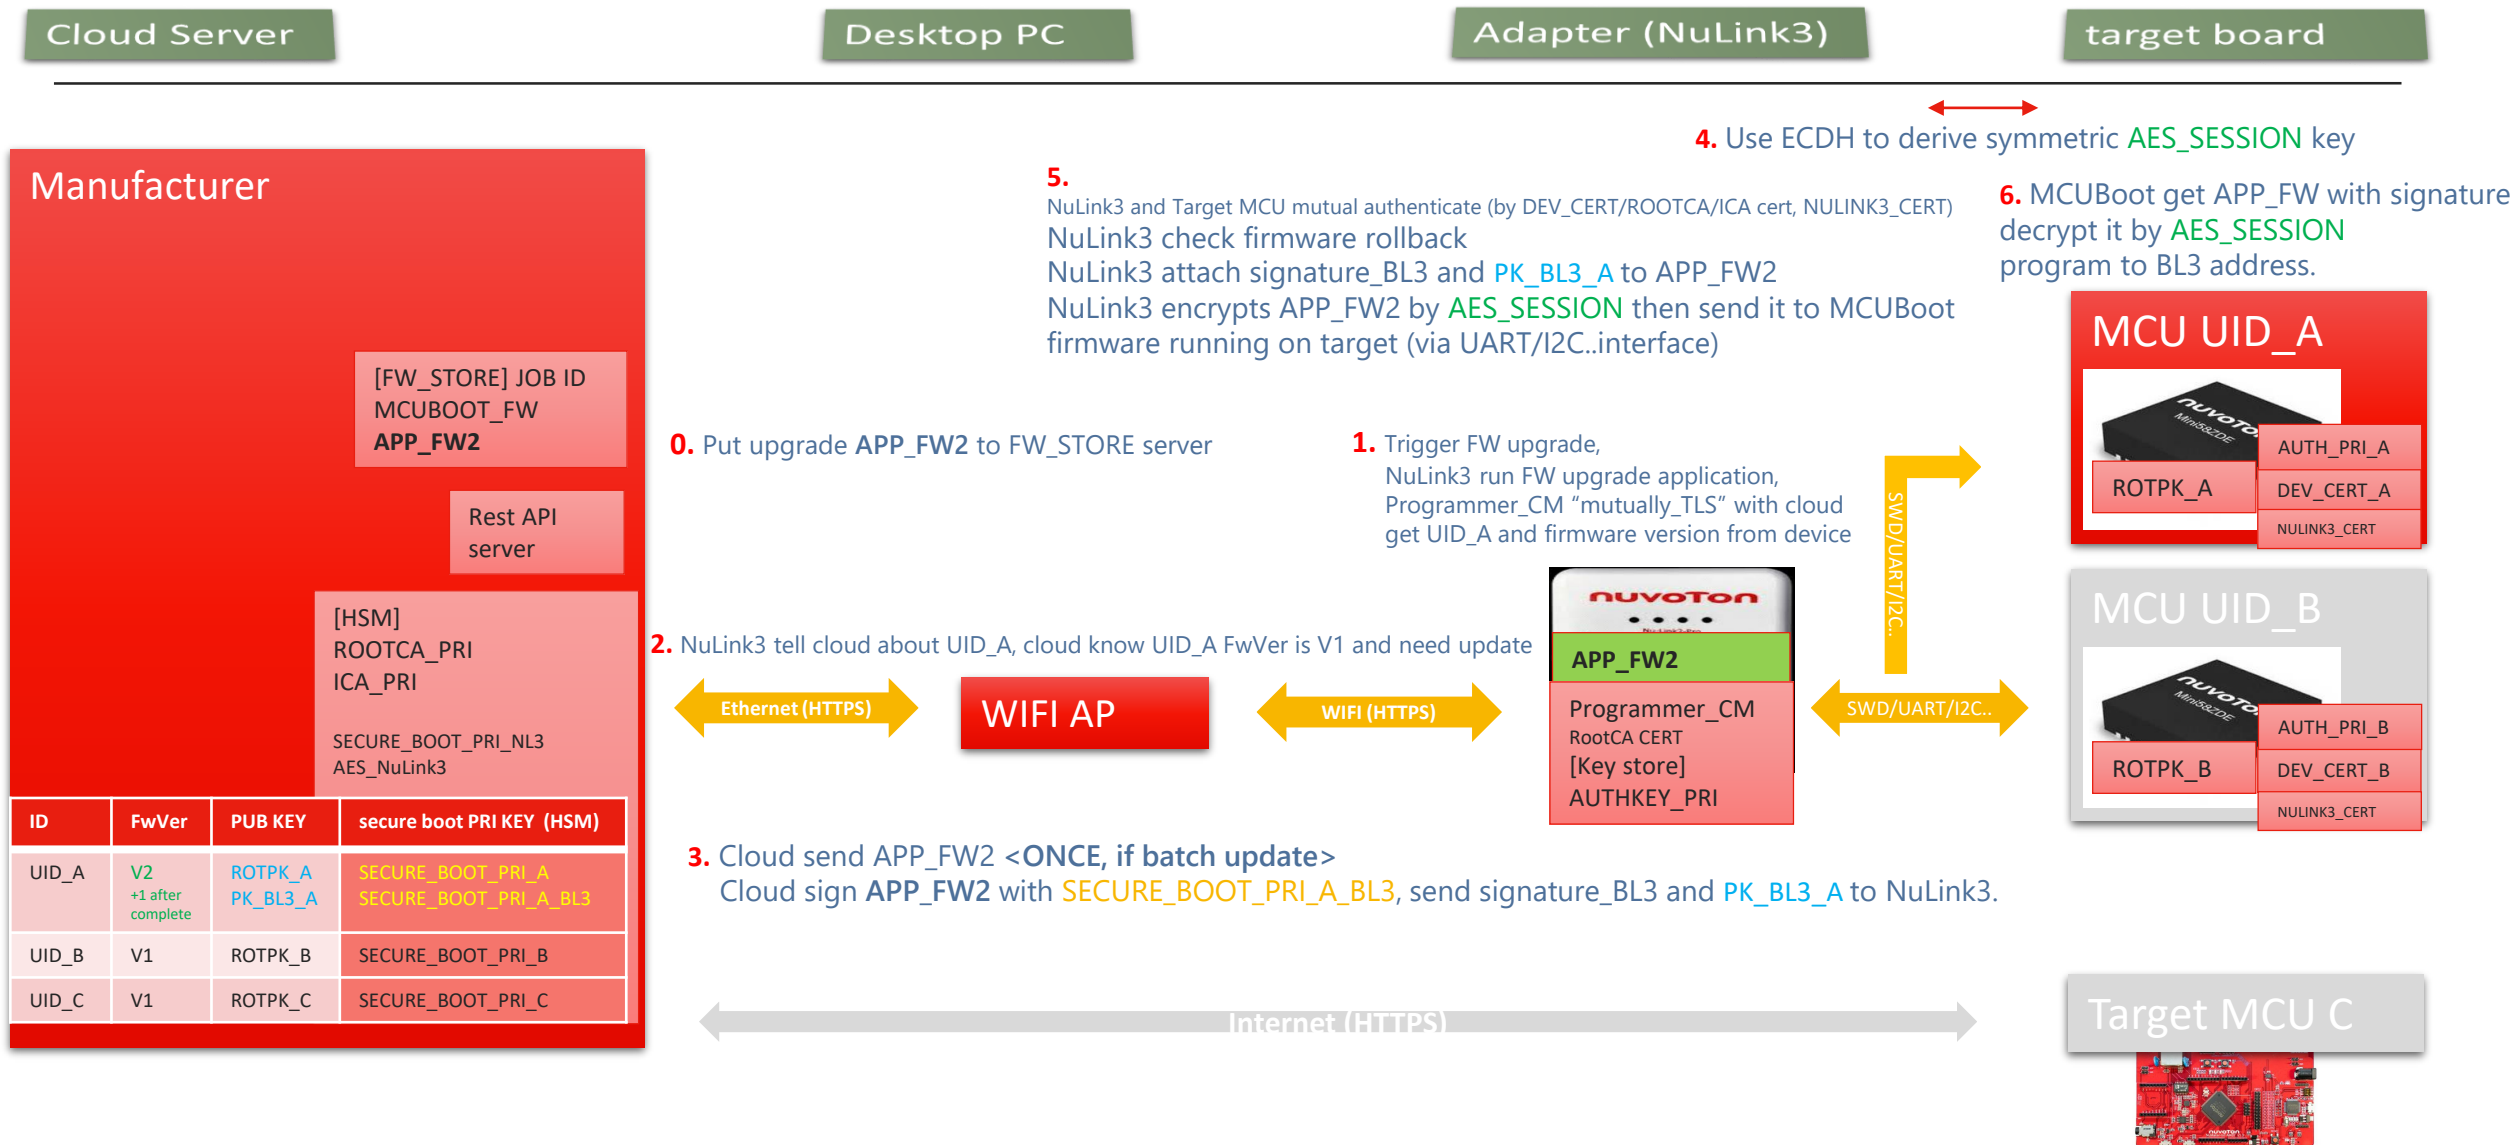 Cloud Server
Desktop PC
Adapter (NuLink3)
target board
4. Use ECDH to derive symmetric AES_SESSION key
Manufacturer
5.
NuLink3 and Target MCU mutual authenticate (by DEV_CERT/ROOTCA/ICA cert, NULINK3_CERT)
NuLink3 check firmware rollback
NuLink3 attach signature_BL3 and PK_BL3_A to APP_FW2
NuLink3 encrypts APP_FW2 by AES_SESSION then send it to MCUBoot
firmware running on target (via UART/I2C..interface)
6. MCUBoot get APP_FW with signature
decrypt it by AES_SESSION
program to BL3 address.
MCU UID_A
nuvoTon
Mini58ZDE
ROTPK_A
AUTH_PRI_A
DEV_CERT_A
NULINK3_CERT
[FW_STORE] JOB ID
MCUBOOT_FW
APP_FW2
0. Put upgrade APP_FW2 to FW_STORE server
1. Trigger FW upgrade,
NuLink3 run FW upgrade application,
Programmer_CM “mutually_TLS” with cloud
get UID_A and firmware version from device
SWD/UART/I2C..
Rest API
server
[HSM]
ROOTCA_PRI
ICA_PRI
SECURE_BOOT_PRI_NL3
AES_NuLink3
2. NuLink3 tell cloud about UID_A, cloud know UID_A FwVer is V1 and need update
Ethernet (HTTPS)
WIFI AP
WIFI (HTTPS)
nuvoTon
Nu-Link2-Pro
APP_FW2
Programmer_CM
RootCA CERT
[Key store]
AUTHKEY_PRI
SWD/UART/I2C..
MCU UID_B
nuvoTon
Mini58ZDE
ROTPK_B
AUTH_PRI_B
DEV_CERT_B
NULINK3_CERT
ID FwVer PUB KEY secure boot PRI KEY (HSM)
UID_A V2 ROTPK_A SECURE_BOOT_PRI_A
+1 after PK_BL3_A SECURE_BOOT_PRI_A_BL3
complete
UID_B V1 ROTPK_B SECURE_BOOT_PRI_B
UID_C V1 ROTPK_C SECURE_BOOT_PRI_C
3. Cloud send APP_FW2 <ONCE, if batch update>
Cloud sign APP_FW2 with SECURE_BOOT_PRI_A_BL3, send signature_BL3 and PK_BL3_A to NuLink3.
Internet (HTTPS)
Target MCU C
nuvoTon